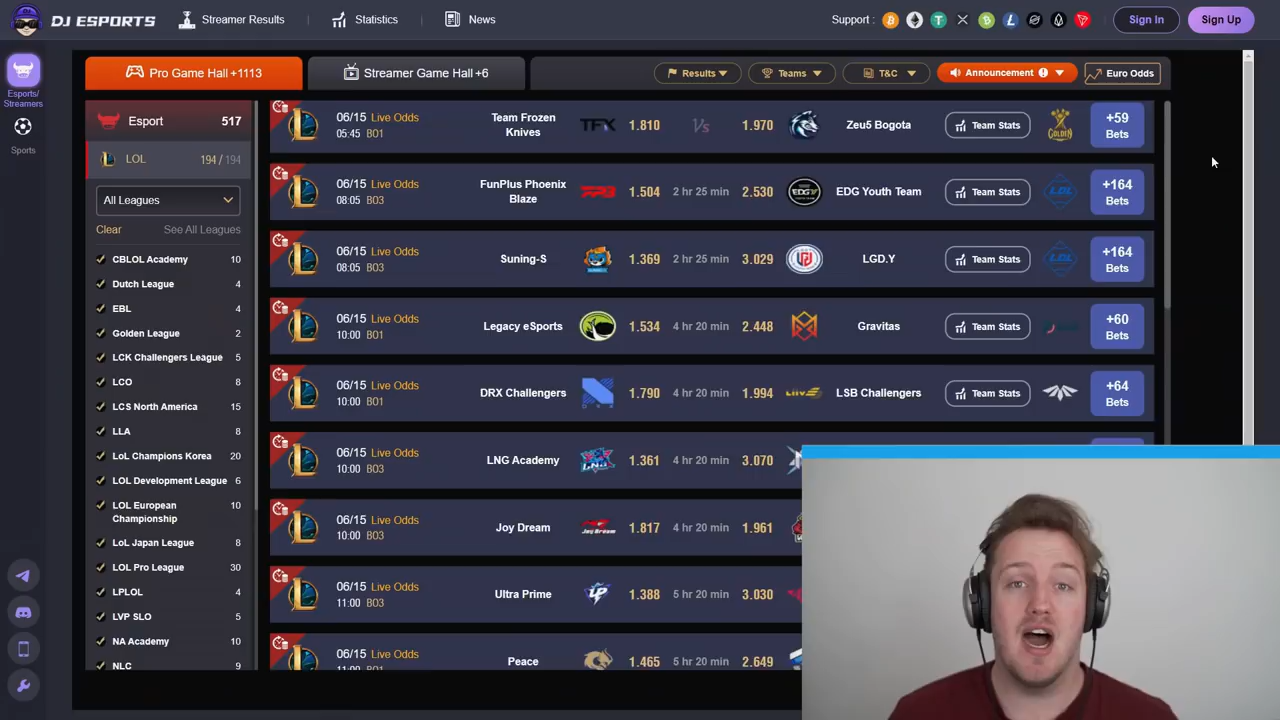 DJ ESPORTS
Streamer Results
Statistics
News
Support :
Sign In
Sign Up
Esports/
Streamers
Sports
Pro Game Hall +1113
Streamer Game Hall +6
Results
Teams
T&C
Announcement
Euro Odds
Esport 517
LOL 194 / 194
All Leagues
Clear See All Leagues
CBLOL Academy 10
Dutch League 4
EBL 4
Golden League 2
LCK Challengers League 5
LCO 8
LCS North America 15
LLA 8
LoL Champions Korea 20
LOL Development League 6
LOL European
Championship 10
LoL Japan League 8
LOL Pro League 30
LPLOL 4
LVP SLO 5
NA Academy 10
NLC 9
06/15 Live Odds
05:45 BO1
Team Frozen
Knives
TFK
1.810 Vs 1.970
Zeu5 Bogota
Team Stats
GOLDEN
+59
Bets
06/15 Live Odds
08:05 BO3
FunPlus Phoenix
Blaze
1.504 2 hr 25 min 2.530
EDG
EDG Youth Team
Team Stats
LDL
+164
Bets
06/15 Live Odds
08:05 BO3
Suning-S
1.369 2 hr 25 min 3.029
LGD.Y
Team Stats
LDL
+164
Bets
06/15 Live Odds
10:00 BO1
Legacy eSports
1.534 4 hr 20 min 2.448
Gravitas
Team Stats
+60
Bets
06/15 Live Odds
10:00 BO1
DRX Challengers
1.790 4 hr 20 min 1.994
LSB Challengers
Team Stats
+64
Bets
06/15 Live Odds
10:00 BO3
LNG Academy
LNG
1.361 4 hr 20 min 3.070
06/15 Live Odds
10:00 BO3
Joy Dream
Joy Dream
1.817 4 hr 20 min 1.961
06/15 Live Odds
11:00 BO3
Ultra Prime
UP
1.388 5 hr 20 min 3.030
06/15 Live Odds
11:00 BO1
Peace
1.465 5 hr 20 min 2.649